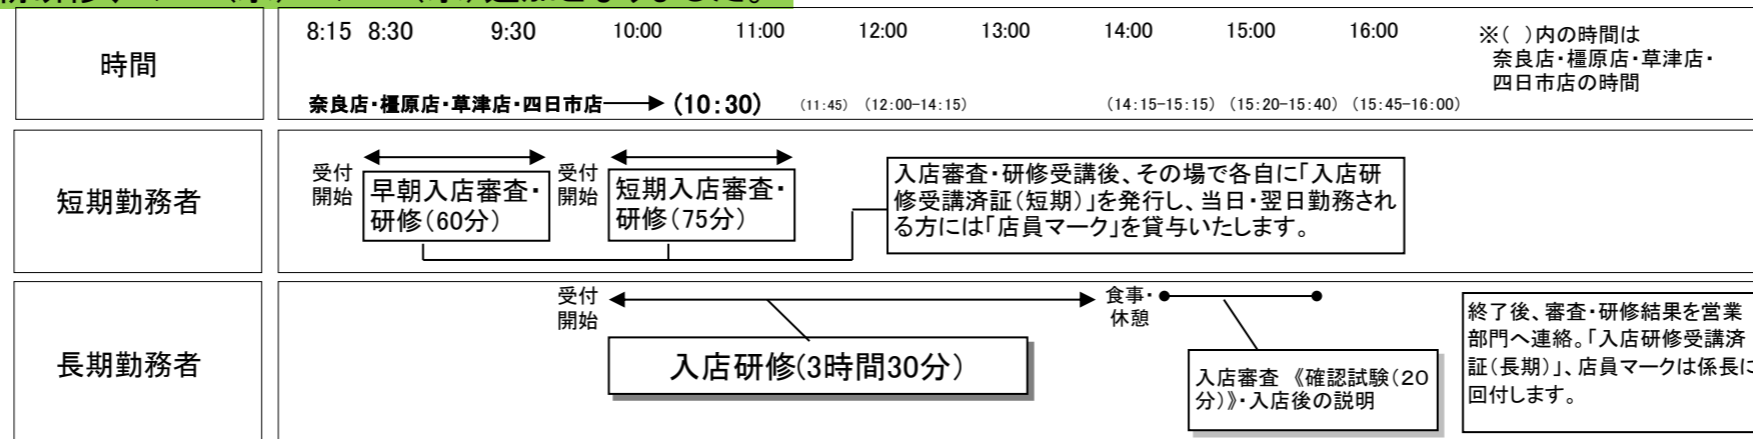 追加となりました。
時間
8:15 8:30 9:30 10:00 11:00 12:00 13:00 14:00 15:00 16:00
※( )内の時間は
奈良店・橿原店・草津店・
四日市店の時間
奈良店・橿原店・草津店・四日市店 (10:30) (11:45) (12:00-14:15) (14:15-15:15) (15:20-15:40) (15:45-16:00)
短期勤務者
受付
開始
早朝入店審査・
研修(60分)
受付
開始
短期入店審査・
研修(75分)
入店審査・研修受講後、その場で各自に「入店研
修受講済証(短期)」を発行し、当日・翌日勤務され
る方には「店員マーク」を貸与いたします。
長期勤務者
受付
開始
入店研修(3時間30分)
食事・
休憩
入店審査 《確認試験(20
分)》・入店後の説明
終了後、審査・研修結果を営業
部門へ連絡。「入店研修受講済
証(長期)」、店員マークは係長に
回付します。